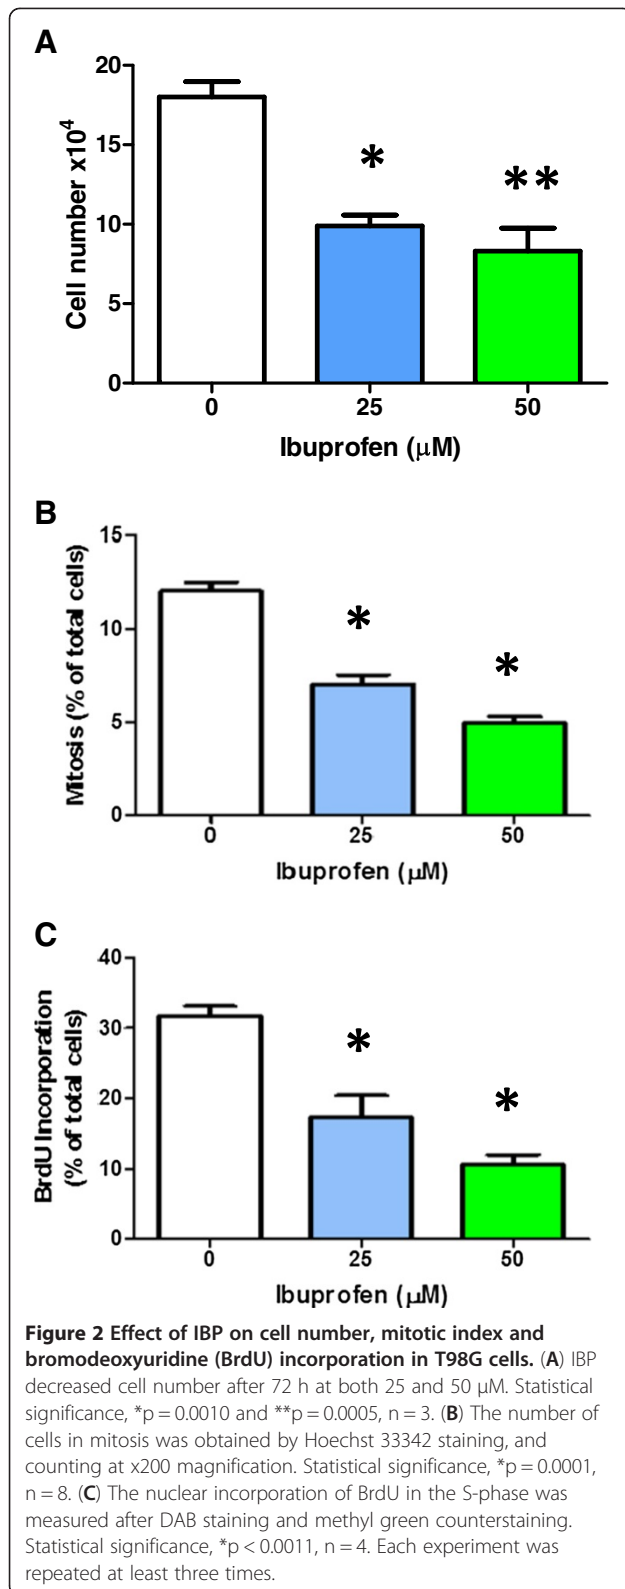 A
20
15
10
5
0
Cell number x10⁴
*
**
0 25 50
Ibuprofen (µM)
B
15
10
5
0
Mitosis (% of total cells)
*
*
0 25 50
Ibuprofen (µM)
C
40
30
20
10
0
BrdU Incorporation
(% of total cells)
*
*
0 25 50
Ibuprofen (µM)
Figure 2 Effect of IBP on cell number, mitotic index and
bromodeoxyuridine (BrdU) incorporation in T98G cells. (A) IBP
decreased cell number after 72 h at both 25 and 50 µM. Statistical
significance, *p = 0.0010 and **p = 0.0005, n = 3. (B) The number of
cells in mitosis was obtained by Hoechst 33342 staining, and
counting at x200 magnification. Statistical significance, *p = 0.0001,
n = 8. (C) The nuclear incorporation of BrdU in the S-phase was
measured after DAB staining and methyl green counterstaining.
Statistical significance, *p < 0.0011, n = 4. Each experiment was
repeated at least three times.